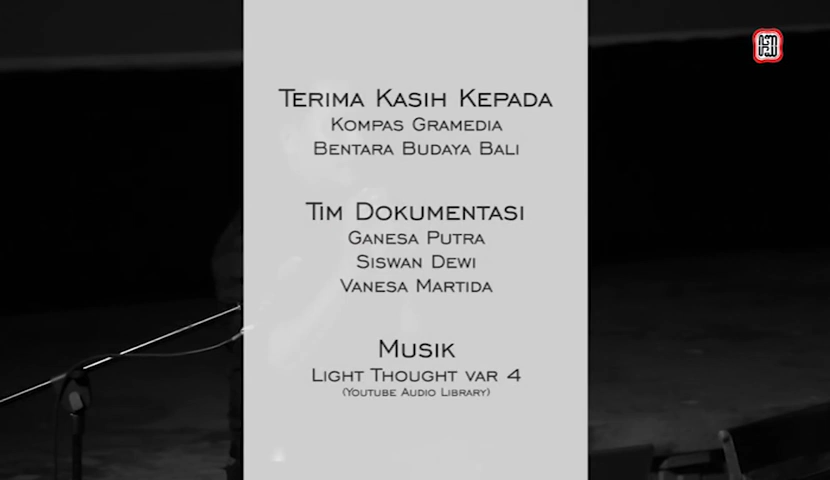 Terima Kasih Kepada
Kompas Gramedia
Bentara Budaya Bali
Tim Dokumentasi
Ganesa Putra
Siswan Dewi
Vanesa Martida
Musik
Light Thought var 4
(Youtube Audio Library)